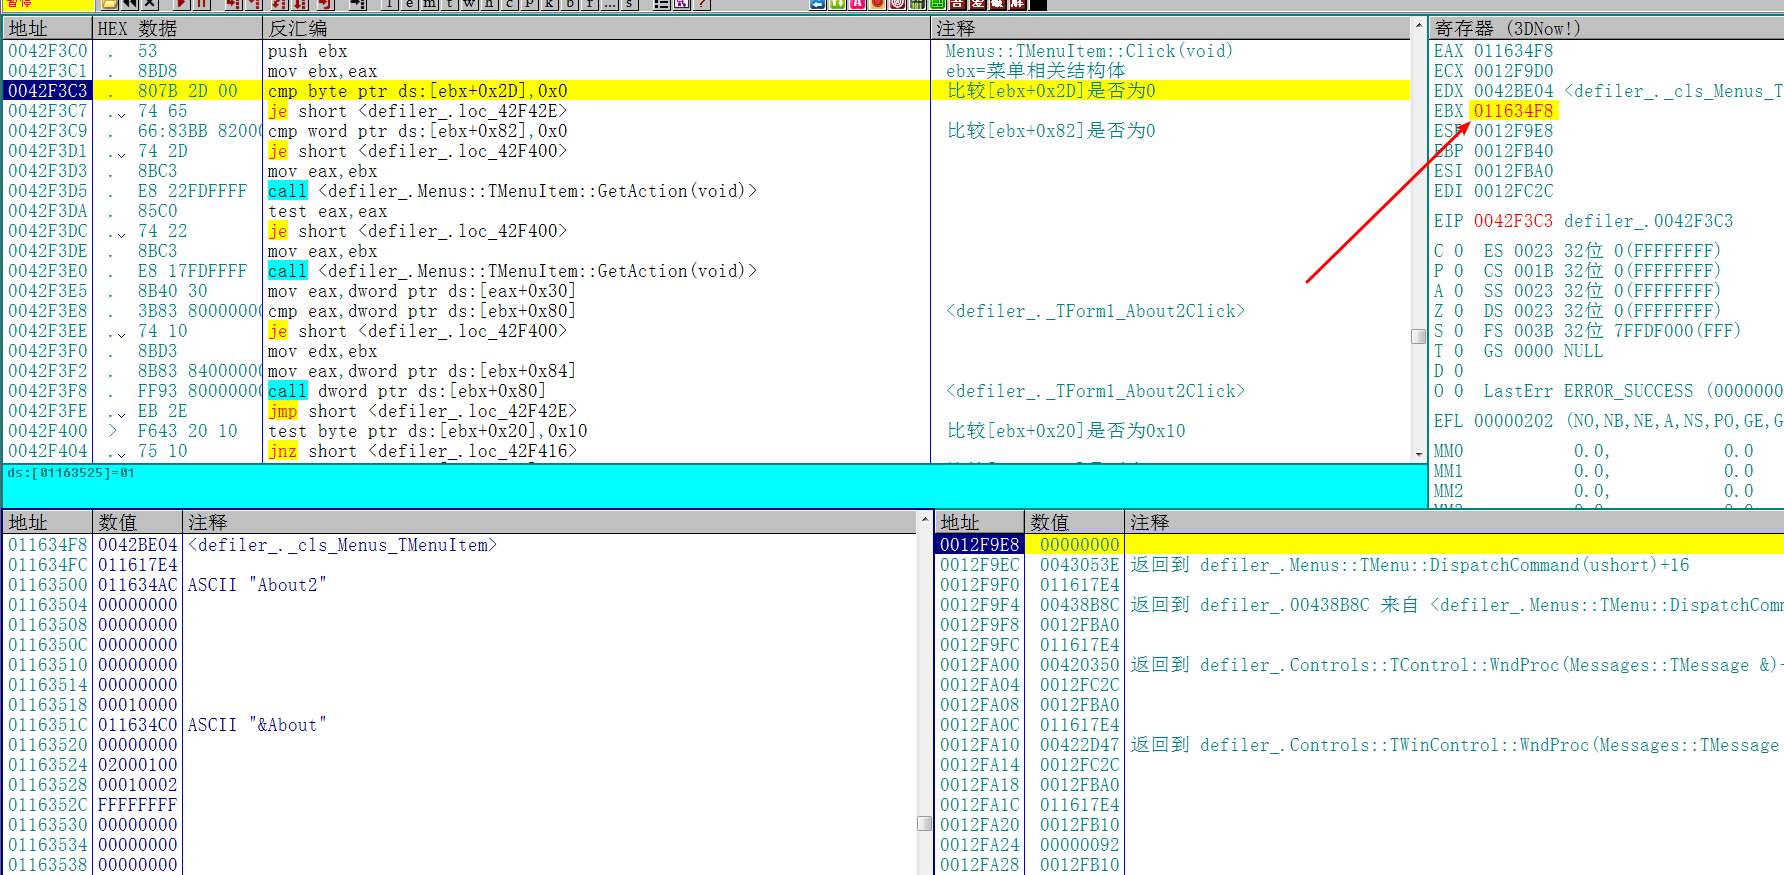 暂停 l e m t w h c p k b r ... s ?
地址 HEX 数据 反汇编 注释
0042F3C0 . 53 push ebx Menus::TMenuItem::Click(void)
0042F3C1 . 8BD8 mov ebx,eax ebx=菜单相关结构体
0042F3C3 . 807B 2D 00 cmp byte ptr ds:[ebx+0x2D],0x0 比较[ebx+0x2D]是否为0
0042F3C7 .. 74 65 je short <defiler_.loc_42F42E>
0042F3C9 . 66:83BB 8200 cmp word ptr ds:[ebx+0x82],0x0 比较[ebx+0x82]是否为0
0042F3D1 .. 74 2D je short <defiler_.loc_42F400>
0042F3D3 . 8BC3 mov eax,ebx
0042F3D5 . E8 22FDFFFF call <defiler_.Menus::TMenuItem::GetAction(void)>
0042F3DA . 85C0 test eax,eax
0042F3DC .. 74 22 je short <defiler_.loc_42F400>
0042F3DE . 8BC3 mov eax,ebx
0042F3E0 . E8 17FDFFFF call <defiler_.Menus::TMenuItem::GetAction(void)>
0042F3E5 . 8B40 30 mov eax,dword ptr ds:[eax+0x30]
0042F3E8 . 3B83 8000000 cmp eax,dword ptr ds:[ebx+0x80] <defiler_._TForm1_About2Click>
0042F3EE .. 74 10 je short <defiler_.loc_42F400>
0042F3F0 . 8BD3 mov edx,ebx
0042F3F2 . 8B83 8400000 mov eax,dword ptr ds:[ebx+0x84]
0042F3F8 . FF93 8000000 call dword ptr ds:[ebx+0x80] <defiler_._TForm1_About2Click>
0042F3FE .. EB 2E jmp short <defiler_.loc_42F42E>
0042F400 > F643 20 10 test byte ptr ds:[ebx+0x20],0x10 比较[ebx+0x20]是否为0x10
0042F404 .. 75 10 jnz short <defiler_.loc_42F416>
ds:[01163525]=01
寄存器 (3DNow!)
EAX 011634F8
ECX 0012F9D0
EDX 0042BE04 <defiler_._cls_Menus_T
EBX 011634F8
ESP 0012F9E8
EBP 0012FB40
ESI 0012FBA0
EDI 0012FC2C
EIP 0042F3C3 defiler_.0042F3C3
C 0 ES 0023 32位 0(FFFFFFFF)
P 0 CS 001B 32位 0(FFFFFFFF)
A 0 SS 0023 32位 0(FFFFFFFF)
Z 0 DS 0023 32位 0(FFFFFFFF)
S 0 FS 003B 32位 7FFDF000(FFF)
T 0 GS 0000 NULL
D 0
O 0 LastErr ERROR_SUCCESS (0000000
EFL 00000202 (NO,NB,NE,A,NS,PO,GE,G
MM0 0.0, 0.0
MM1 0.0, 0.0
MM2 0.0, 0.0
地址 数值 注释
011634F8 0042BE04 <defiler_._cls_Menus_TMenuItem>
011634FC 011617E4
01163500 011634AC ASCII "About2"
01163504 00000000
01163508 00000000
0116350C 00000000
01163510 00000000
01163514 00000000
01163518 00010000
0116351C 011634C0 ASCII "&About"
01163520 00000000
01163524 02000100
01163528 00010002
0116352C FFFFFFFF
01163530 00000000
01163534 00000000
01163538 00000000
地址 数值 注释
0012F9E8 00000000
0012F9EC 0043053E 返回到 defiler_.Menus::TMenu::DispatchCommand(ushort)+16
0012F9F0 011617E4
0012F9F4 00438B8C 返回到 defiler_.00438B8C 来自 <defiler_.Menus::TMenu::DispatchCom
0012F9F8 0012FBA0
0012F9FC 011617E4
0012FA00 00420350 返回到 defiler_.Controls::TControl::WndProc(Messages::TMessage &)
0012FA04 0012FC2C
0012FA08 0012FBA0
0012FA0C 011617E4
0012FA10 00422D47 返回到 defiler_.Controls::TWinControl::WndProc(Messages::TMessage
0012FA14 0012FC2C
0012FA18 0012FBA0
0012FA1C 011617E4
0012FA20 0012FB10
0012FA24 00000092
0012FA28 0012FB10